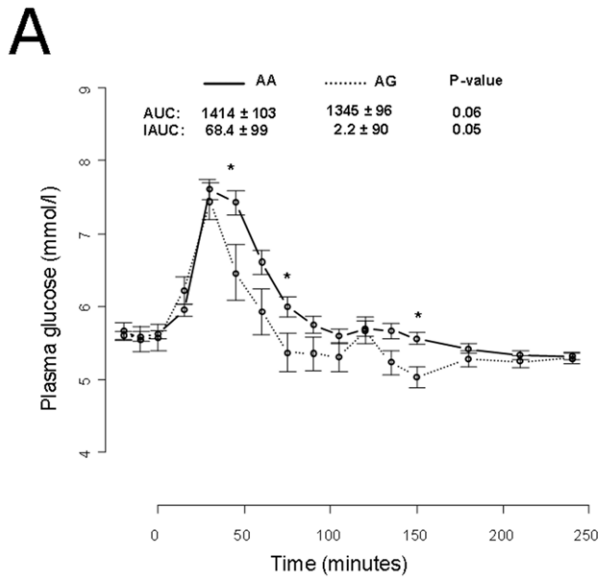 A
AA AG P-value
AUC: 1414 ± 103 1345 ± 96 0.06
IAUC: 68.4 ± 99 2.2 ± 90 0.05
9
8
7
6
5
4
Plasma glucose (mmol/l)
*
*
*
0 50 100 150 200 250
Time (minutes)